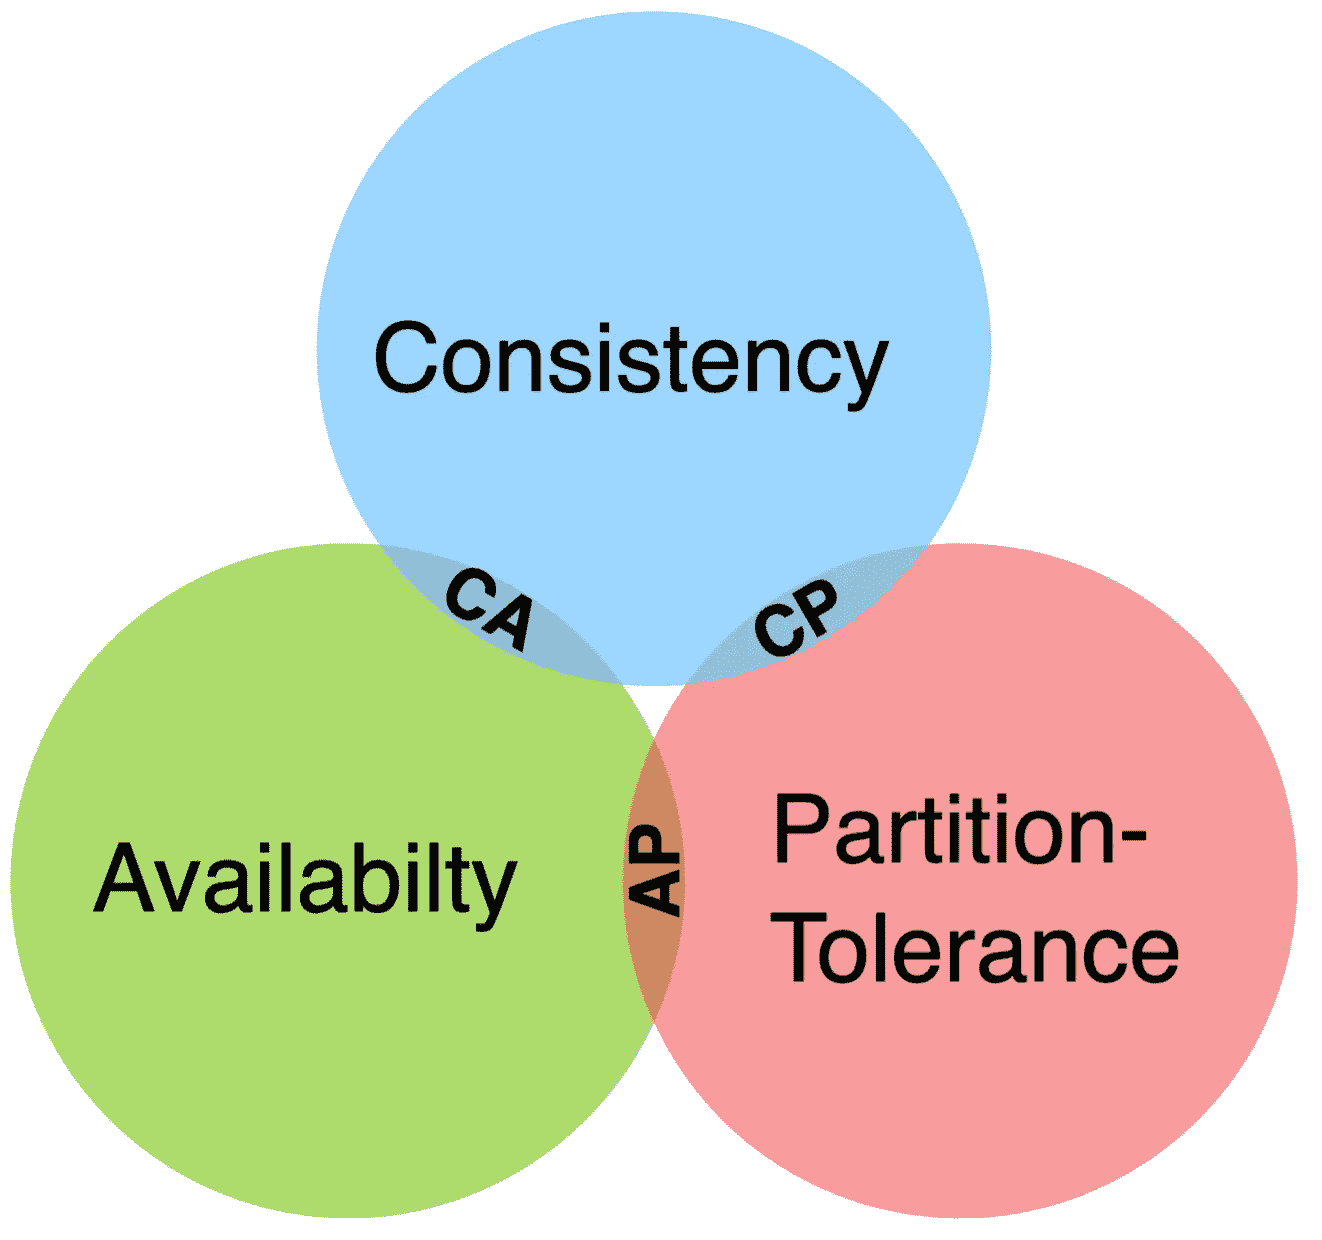 Consistency
CA
CP
Availabilty
AP
Partition-
Tolerance